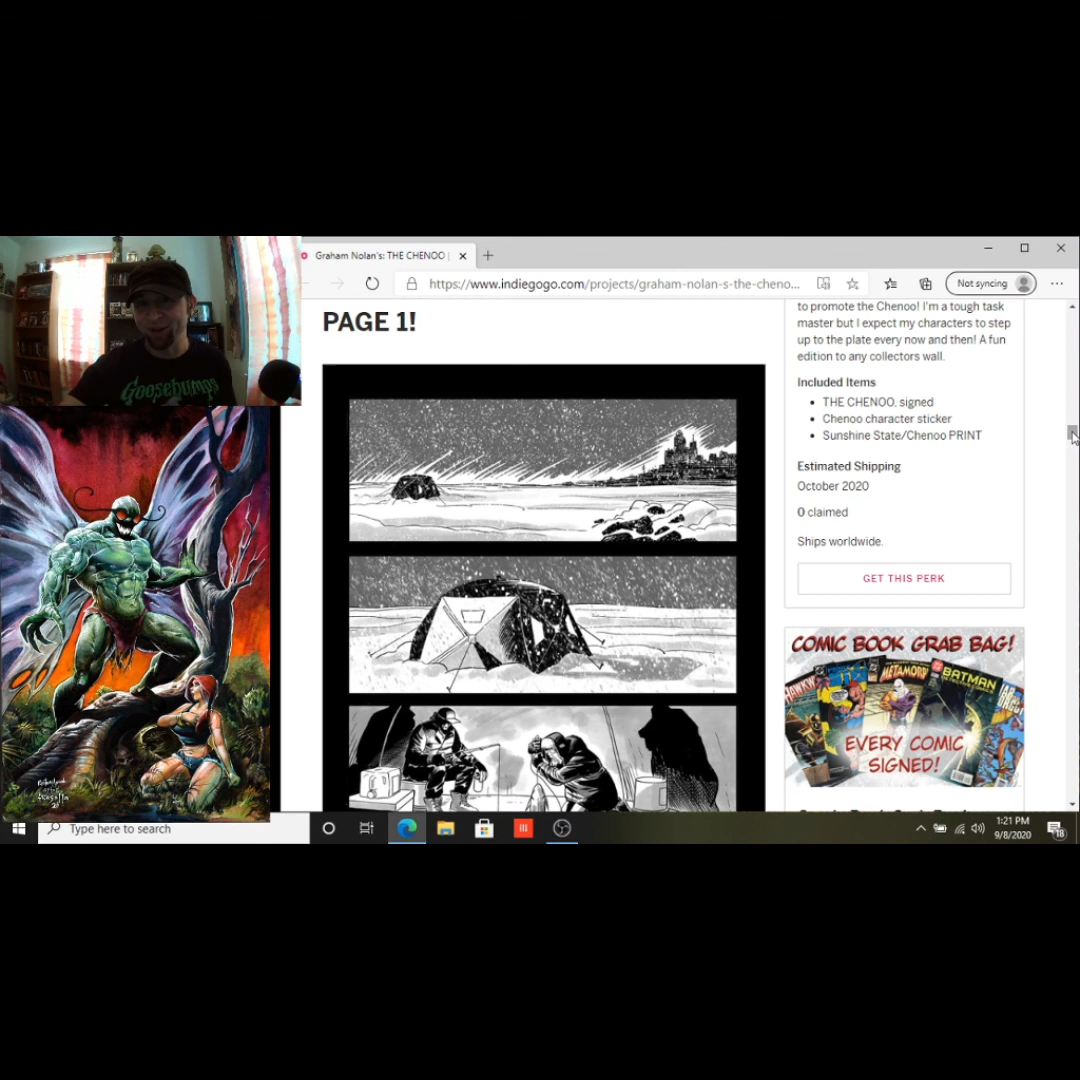 Graham Nolan's: THE CHENOO |
https://www.indiegogo.com/projects/graham-nolan-s-the-cheno...
Not syncing
Goosebumps
PAGE 1!
to promote the Chenoo! I'm a tough task
master but I expect my characters to step
up to the plate every now and then! A fun
edition to any collectors wall.
Included Items
• THE CHENOO, signed
• Chenoo character sticker
• Sunshine State/Chenoo PRINT
Estimated Shipping
October 2020
0 claimed
Ships worldwide.
GET THIS PERK
COMIC BOOK GRAB BAG!
METAMORPHO
BATMAN
EVERY COMIC
SIGNED!
Type here to search
1:21 PM
9/8/2020
18